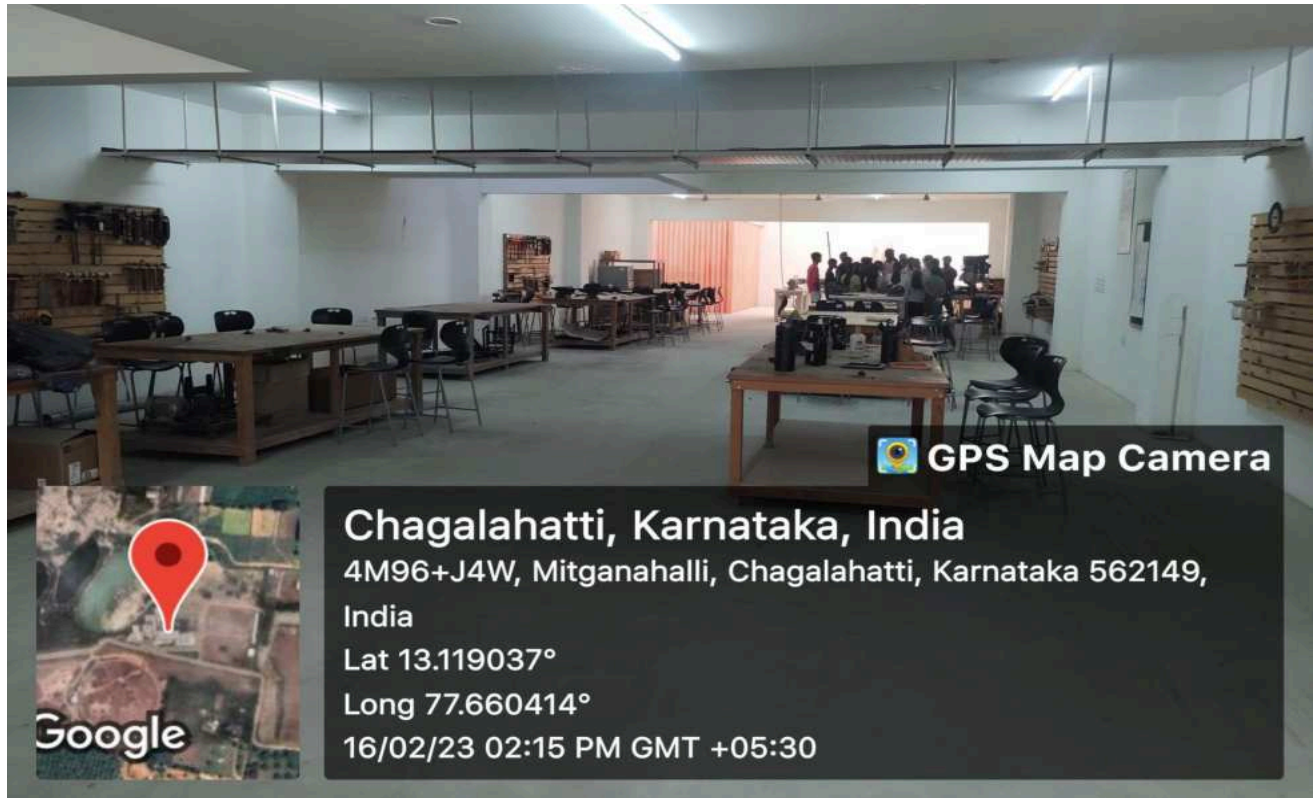 GPS Map Camera
Chagalahatti, Karnataka, India
4M96+J4W, Mitganahalli, Chagalahatti, Karnataka 562149,
India
Lat 13.119037°
Long 77.660414°
16/02/23 02:15 PM GMT +05:30
Google